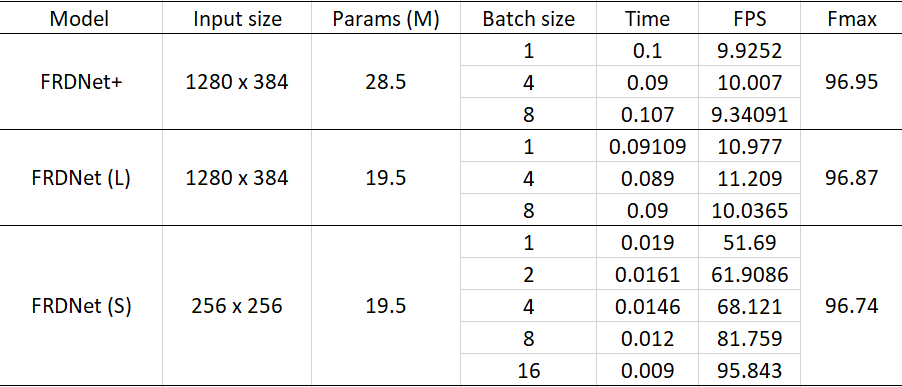 Model Input size Params (M) Batch size Time FPS Fmax
1 0.1 9.9252
FRDNet+ 1280 x 384 28.5 4 0.09 10.007 96.95
8 0.107 9.34091
1 0.09109 10.977
FRDNet (L) 1280 x 384 19.5 4 0.089 11.209 96.87
8 0.09 10.0365
1 0.019 51.69
2 0.0161 61.9086
FRDNet (S) 256 x 256 19.5 4 0.0146 68.121 96.74
8 0.012 81.759
16 0.009 95.843